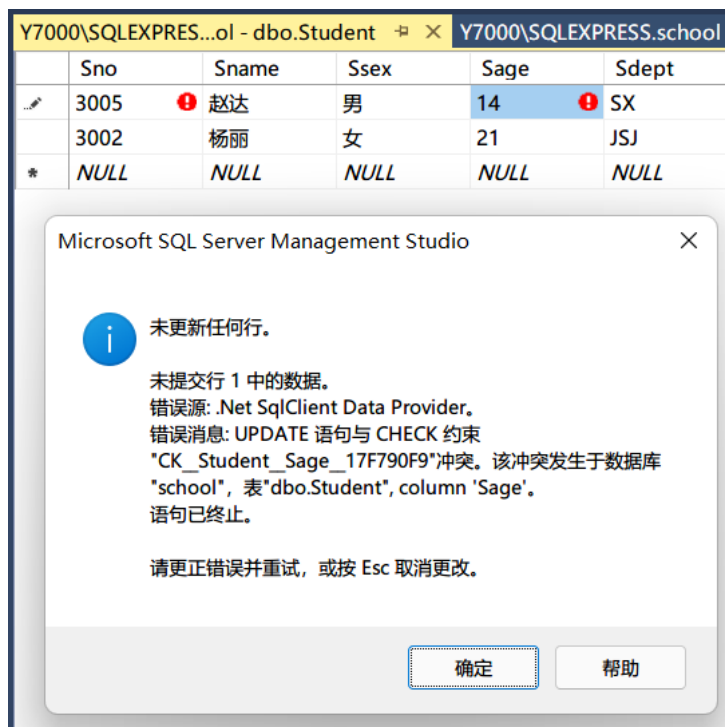 Y7000\SQLEXPRES...ol - dbo.Student Y7000\SQLEXPRESS.school
Sno Sname Ssex Sage Sdept
3005 赵达 男 14 SX
3002 杨丽 女 21 JSJ
NULL NULL NULL NULL NULL
Microsoft SQL Server Management Studio
未更新任何行。
未提交行 1 中的数据。
错误源: .Net SqlClient Data Provider。
错误消息: UPDATE 语句与 CHECK 约束
"CK__Student__Sage__17F790F9"冲突。该冲突发生于数据库
"school"，表"dbo.Student", column 'Sage'。
语句已终止。
请更正错误并重试，或按 Esc 取消更改。
确定 帮助